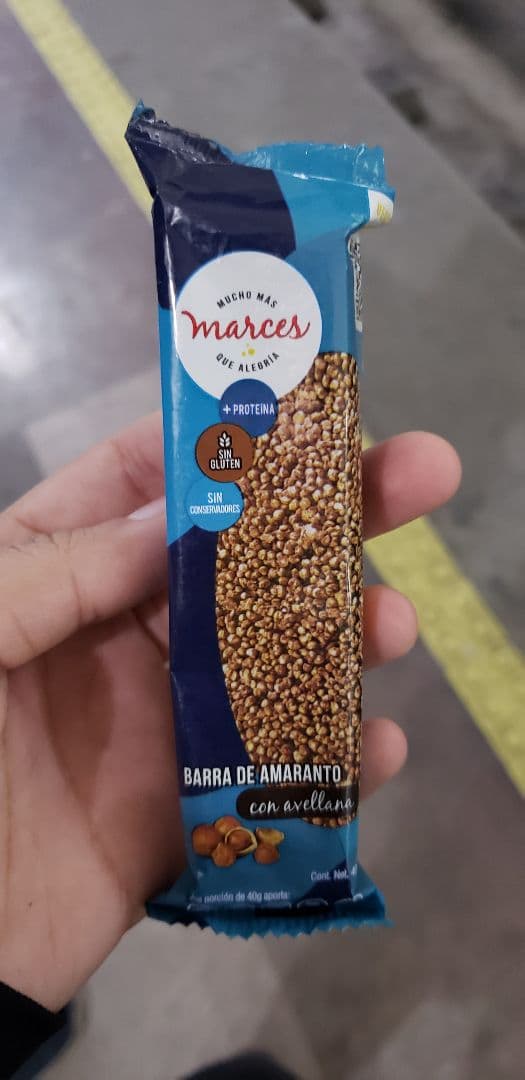 MUCHO MÁS
marces
QUE ALEGRÍA
+ PROTEÍNA
SIN
GLUTEN
SIN
CONSERVADORES
BARRA DE AMARANTO
con avellana
Cont. Net.
porción de 40g aporta: